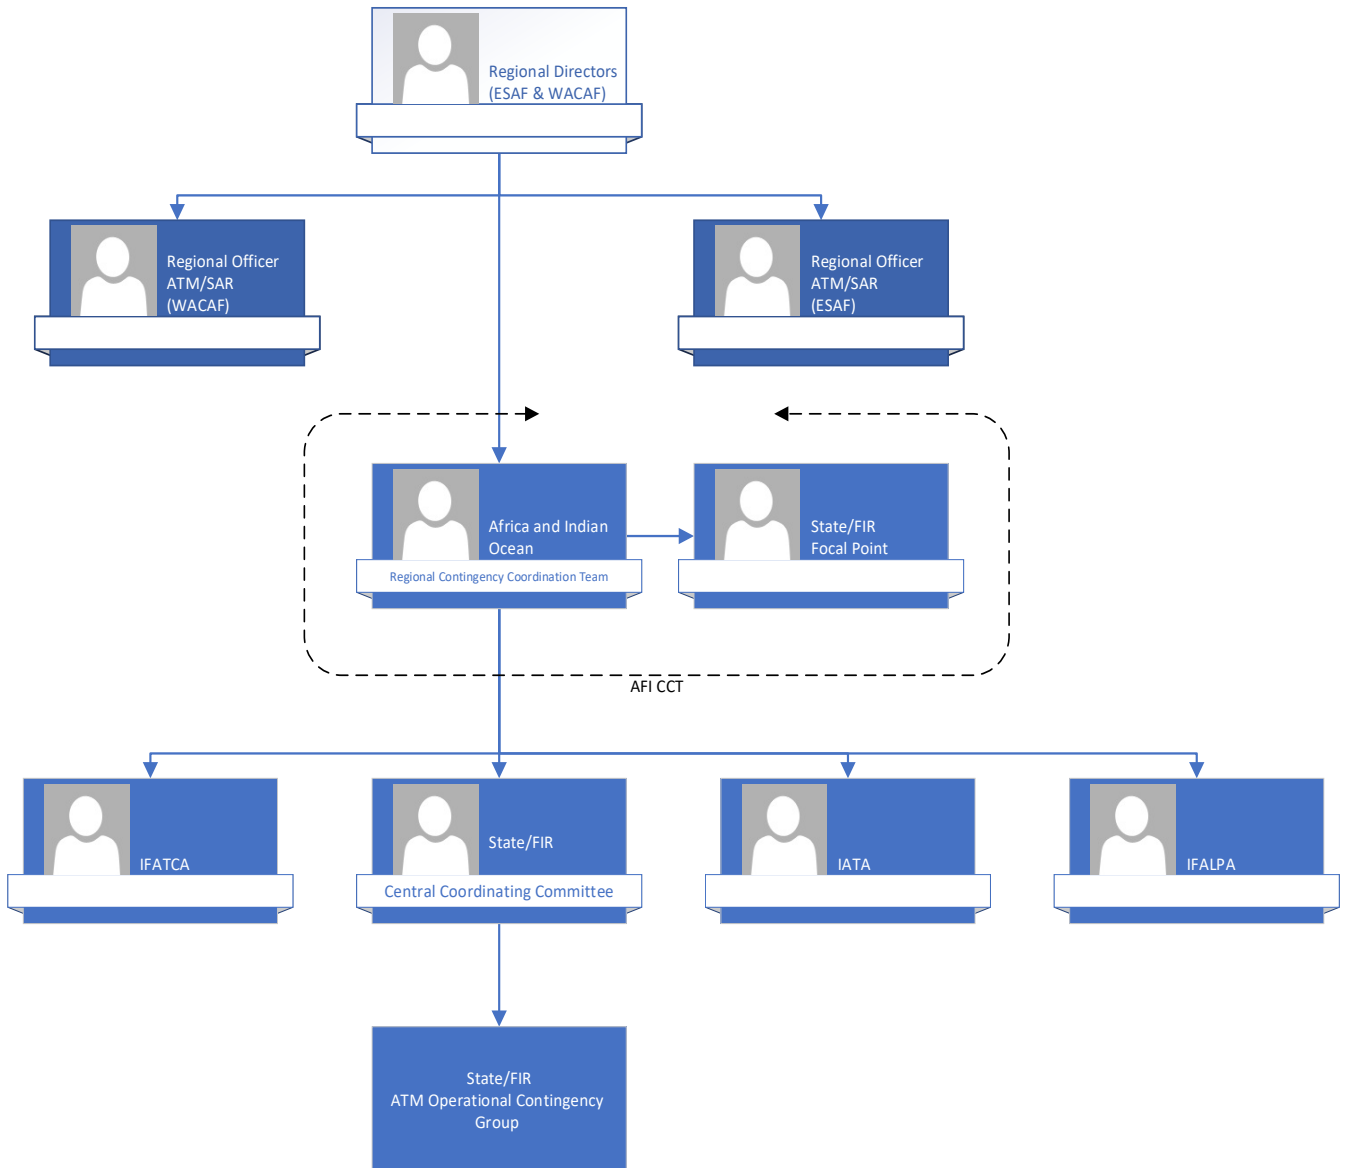 Regional Directors
(ESAF & WACAF)
Regional Officer
ATM/SAR
(WACAF)
Regional Officer
ATM/SAR
(ESAF)
Africa and Indian
Ocean
Regional Contingency Coordination Team
State/FIR
Focal Point
AFI CCT
IFATCA
State/FIR
Central Coordinating Committee
IATA
IFALPA
State/FIR
ATM Operational Contingency
Group